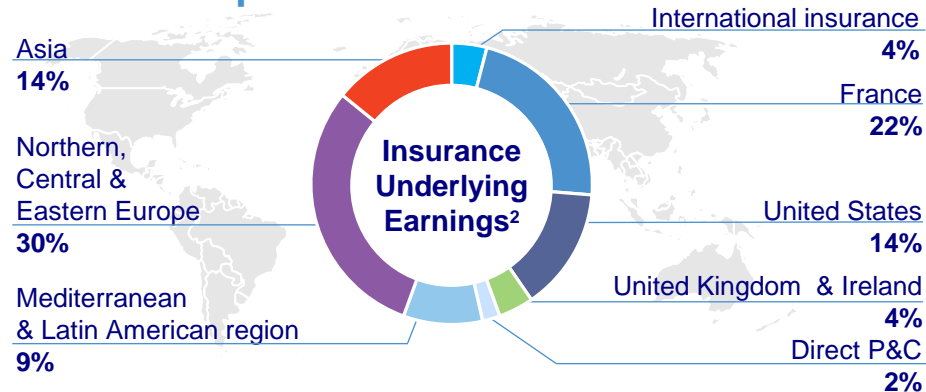 International insurance
4%
Asia
14%
France
22%
Northern,
Central &
Eastern Europe
30%
Insurance
Underlying
Earnings²
United States
14%
United Kingdom & Ireland
4%
Mediterranean
& Latin American region
9%
Direct P&C
2%